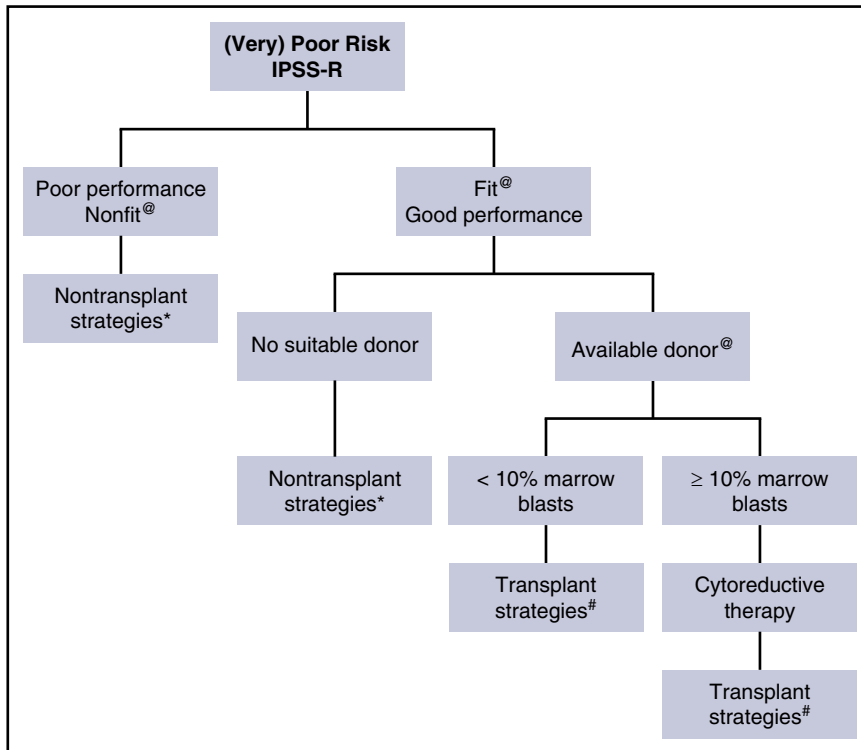 (Very) Poor Risk
IPSS-R
Poor performance
Nonfit@
Fit@
Good performance
Nontransplant
strategies*
No suitable donor
Available donor@
Nontransplant
strategies*
< 10% marrow
blasts
≥ 10% marrow
blasts
Transplant
strategies#
Cytoreductive
therapy
Transplant
strategies#